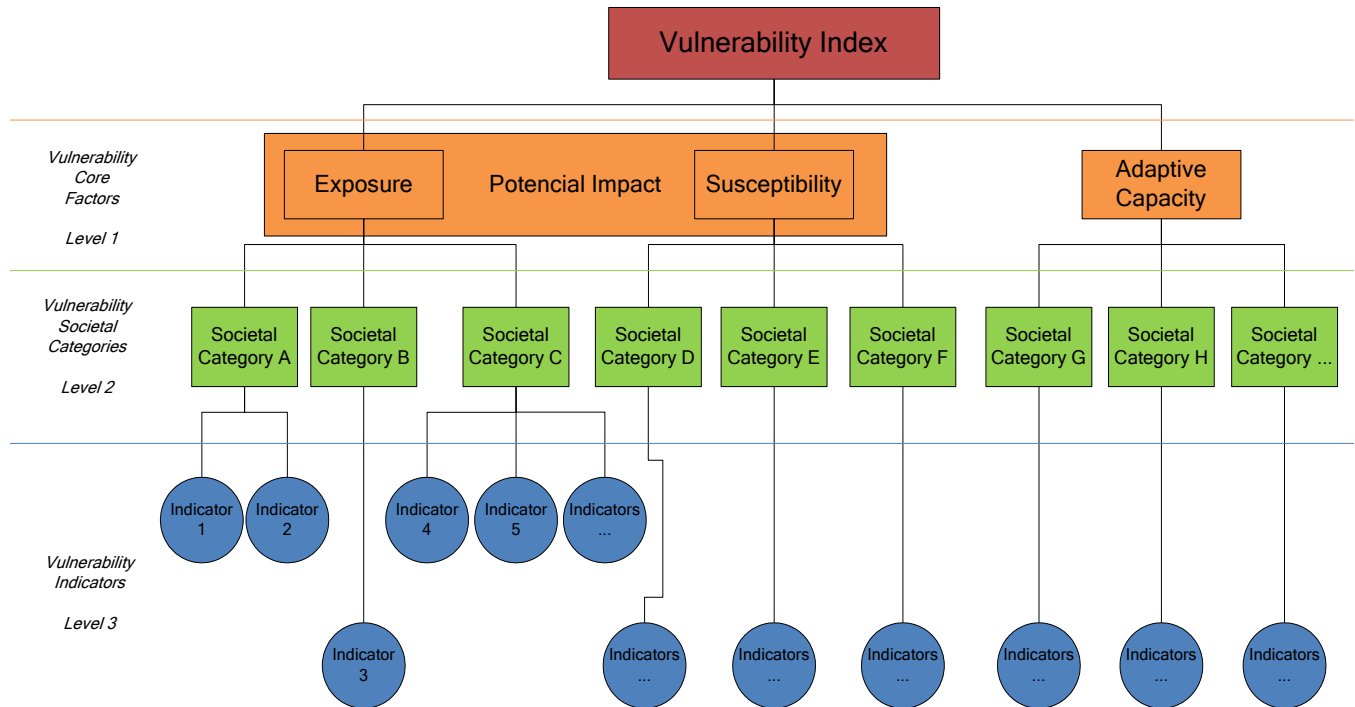 Vulnerability Index
Vulnerability
Core
Factors
Level 1
Exposure
Potencial Impact
Susceptibility
Adaptive
Capacity
Vulnerability
Societal
Categories
Level 2
Societal
Category A
Societal
Category B
Societal
Category C
Societal
Category D
Societal
Category E
Societal
Category F
Societal
Category G
Societal
Category H
Societal
Category ...
Vulnerability
Indicators
Level 3
Indicator
1
Indicator
2
Indicator
4
Indicator
5
Indicators
...
Indicator
3
Indicators
...
Indicators
...
Indicators
...
Indicators
...
Indicators
...
Indicators
...